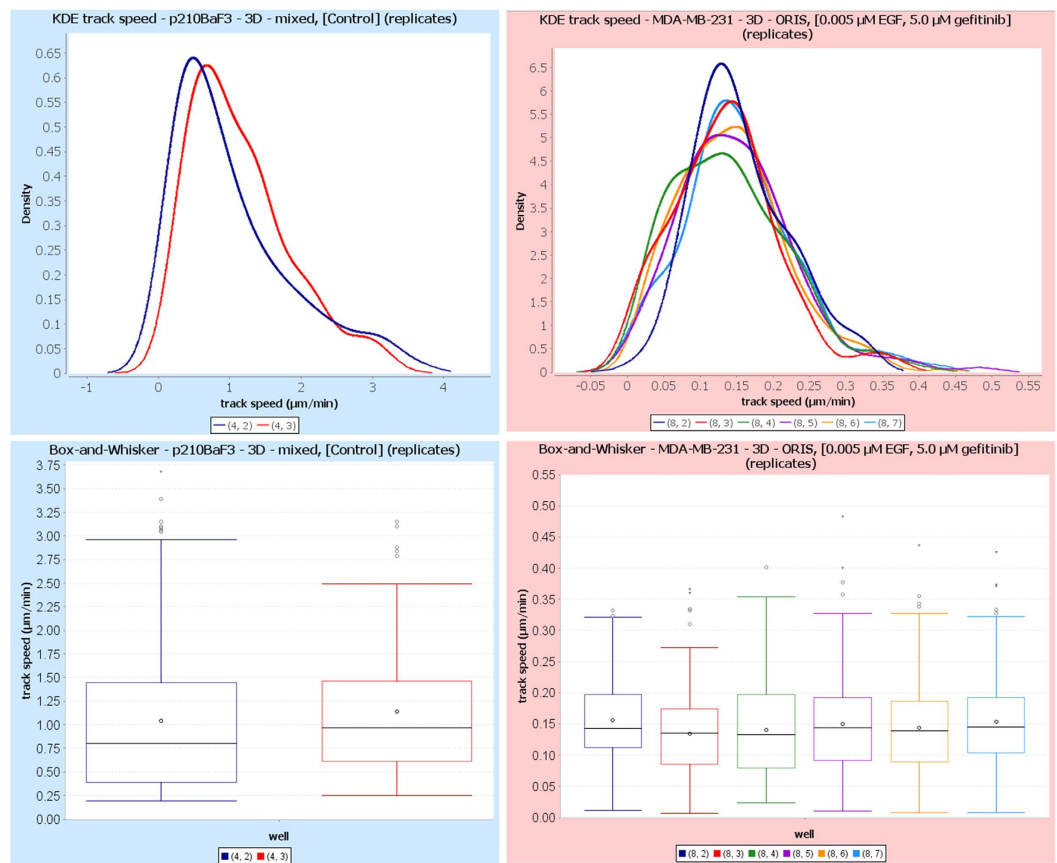 KDE track speed - p210BaF3 - 3D - mixed, [Control] (replicates)
0.65
0.6
0.55
0.5
0.45
0.4
0.35
0.3
0.25
0.2
0.15
0.1
0.05
0
Density
-1 0 1 2 3 4
track speed (µm/min)
(4, 2) (4, 3)
KDE track speed - MDA-MB-231 - 3D - ORIS, [0.005 µM EGF, 5.0 µM gefitinib]
(replicates)
6.5
6
5.5
5
4.5
4
3.5
3
2.5
2
1.5
1
0.5
0
Density
-0.05 0 0.05 0.1 0.15 0.2 0.25 0.3 0.35 0.4 0.45 0.5 0.55
track speed (µm/min)
(8, 2) (8, 3) (8, 4) (8, 5) (8, 6) (8, 7)
Box-and-Whisker - p210BaF3 - 3D - mixed, [Control] (replicates)
3.75
3.50
3.25
3.00
2.75
2.50
2.25
2.00
1.75
1.50
1.25
1.00
0.75
0.50
0.25
0.00
track speed (µm/min)
well
(4, 2) (4, 3)
Box-and-Whisker - MDA-MB-231 - 3D - ORIS, [0.005 µM EGF, 5.0 µM gefitinib]
(replicates)
0.55
0.50
0.45
0.40
0.35
0.30
0.25
0.20
0.15
0.10
0.05
0.00
track speed (µm/min)
well
(8, 2) (8, 3) (8, 4) (8, 5) (8, 6) (8, 7)